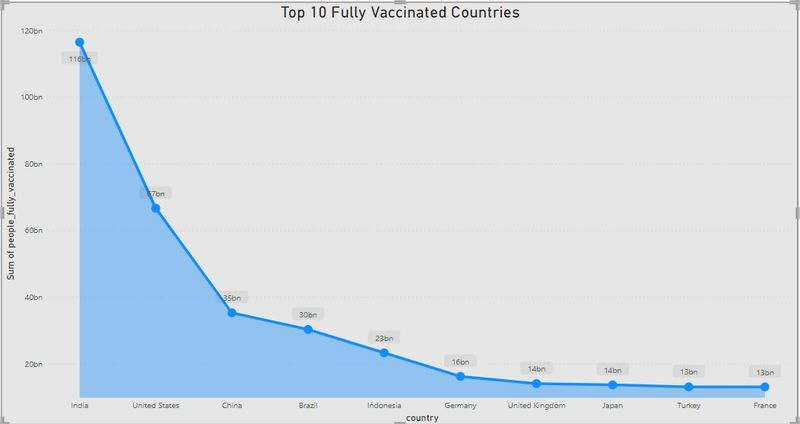 Top 10 Fully Vaccinated Countries
120bn
100bn
80bn
60bn
40bn
20bn
Sum of people_fully_vaccinated
116bn
67bn
35bn
30bn
23bn
16bn
14bn
14bn
13bn
13bn
India United States China Brazil Indonesia Germany United Kingdom Japan Turkey France
country